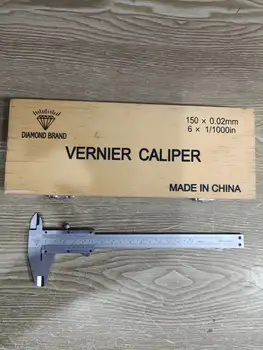 150 × 0.02mm
6 × 1/1000in
DIAMOND BRAND
VERNIER CALIPER
MADE IN CHINA